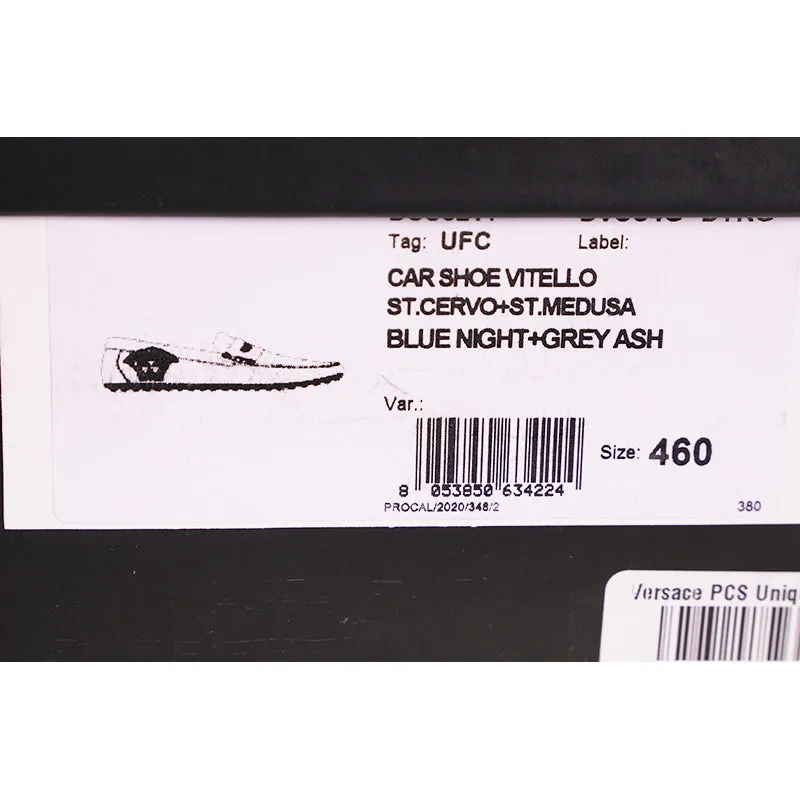 Tag: UFC Label:
CAR SHOE VITELLO
ST.CERVO+ST.MEDUSA
BLUE NIGHT+GREY ASH
Var.:
Size: 460
8 053850 634224
PROCAL/2020/348/2
380
Versace PCS Uniq